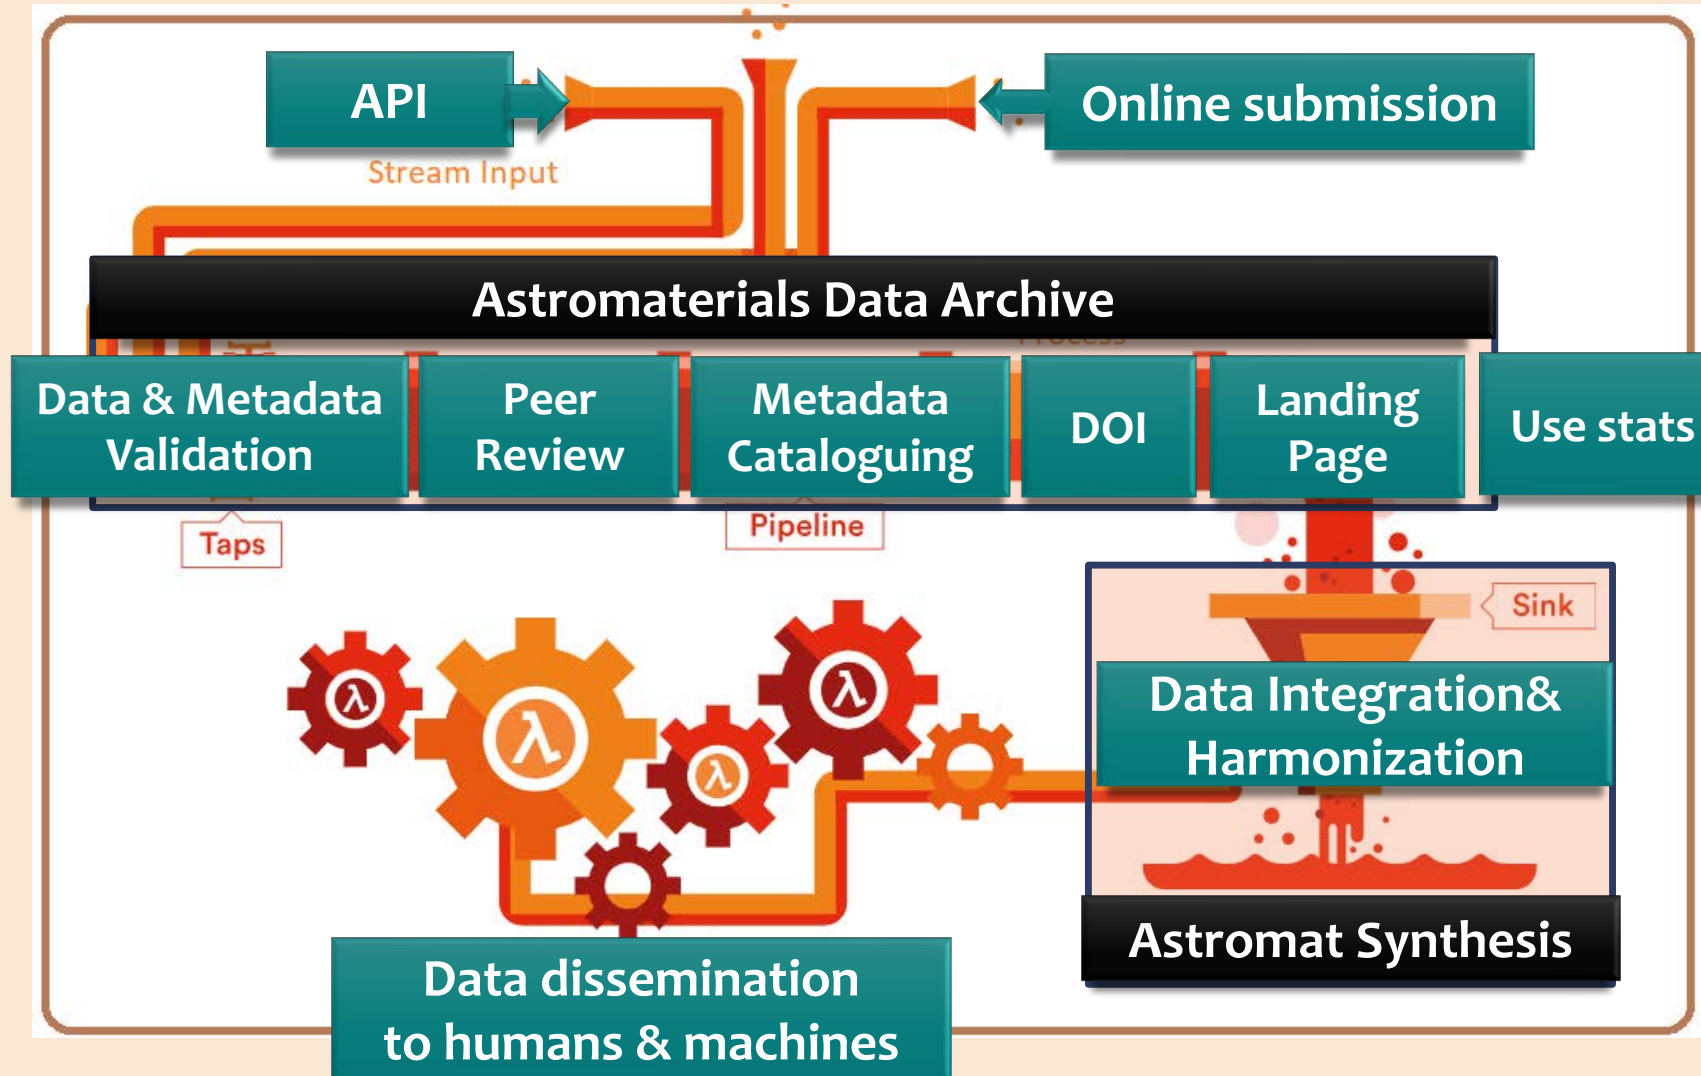 API
Online submission
Stream Input
Astromaterials Data Archive
Process
Data & Metadata
Validation
Peer
Review
Metadata
Cataloguing
DOI
Landing
Page
Use stats
Taps
Pipeline
Sink
λ
λ
λ
λ
Data Integration&
Harmonization
Astromat Synthesis
Data dissemination
to humans & machines